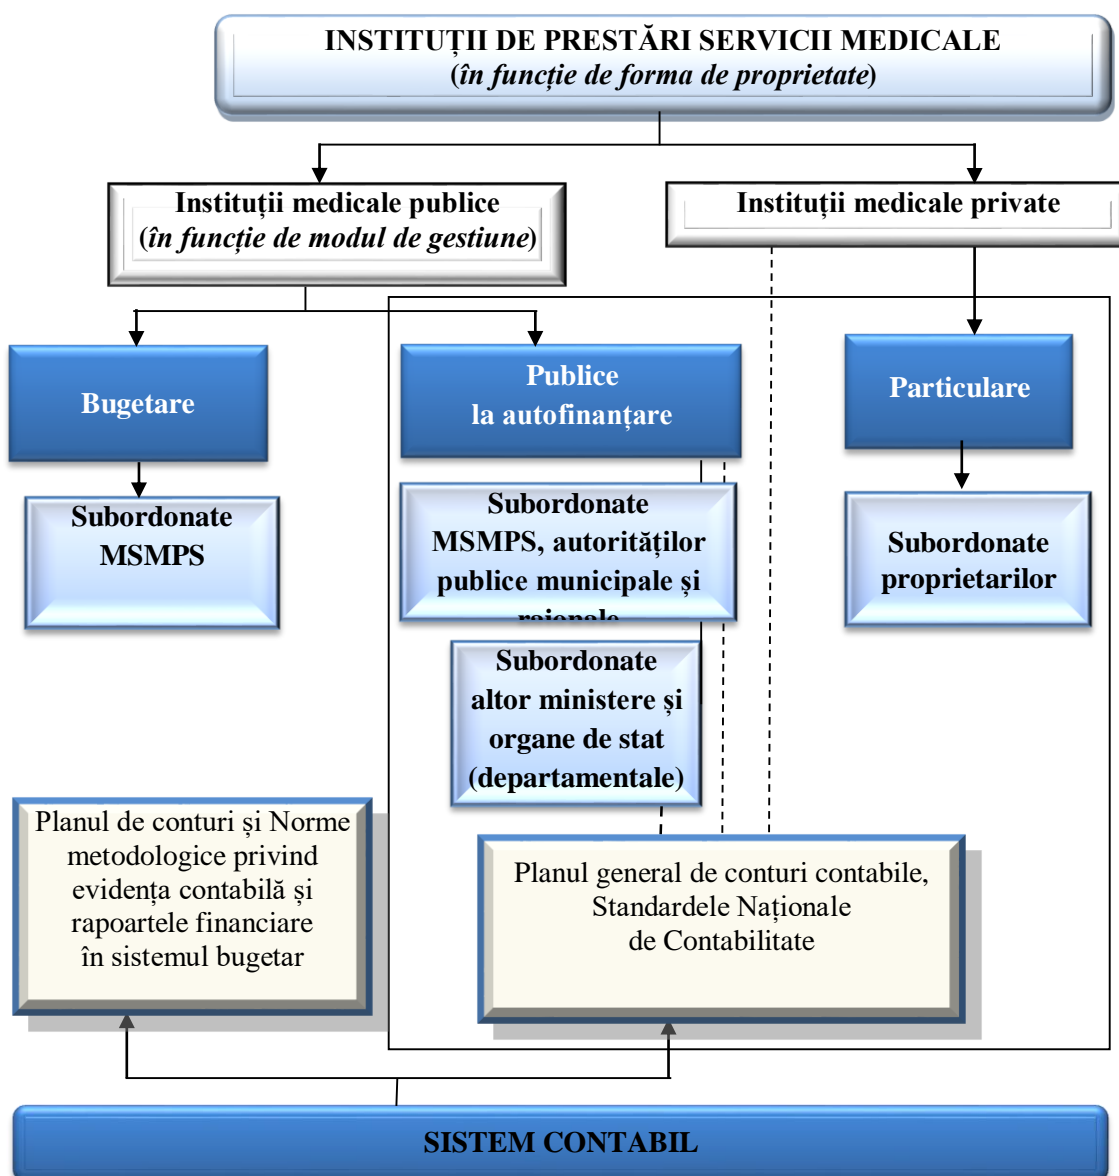 INSTITUȚII DE PRESTĂRI SERVICII MEDICALE
(în funcție de forma de proprietate)
Instituții medicale publice
(în funcție de modul de gestiune)
Instituții medicale private
Bugetare
Publice
la autofinanțare
Particulare
Subordonate
MSMPS
Subordonate
MSMPS, autorităților
publice municipale și
raionale
Subordonate
proprietarilor
Subordonate
altor ministere și
organe de stat
(departamentale)
Planul de conturi și Norme
metodologice privind
evidența contabilă și
rapoartele financiare
în sistemul bugetar
Planul general de conturi contabile,
Standardele Naționale
de Contabilitate
SISTEM CONTABIL